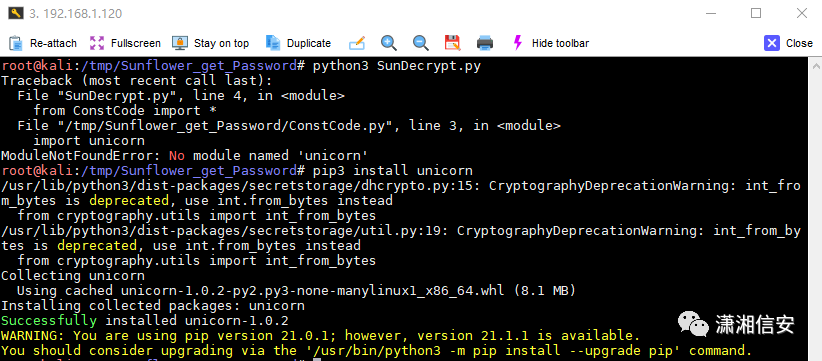 3. 192.168.1.120
Re-attach Fullscreen Stay on top Duplicate Hide toolbar Close
root@kali:/tmp/Sunflower_get_Password# python3 SunDecrypt.py
Traceback (most recent call last):
  File "SunDecrypt.py", line 4, in <module>
    from ConstCode import *
  File "/tmp/Sunflower_get_Password/ConstCode.py", line 3, in <module>
    import unicorn
ModuleNotFoundError: No module named 'unicorn'
root@kali:/tmp/Sunflower_get_Password# pip3 install unicorn
/usr/lib/python3/dist-packages/secretstorage/dhcrypto.py:15: CryptographyDeprecationWarning: int_fro
m_bytes is deprecated, use int.from_bytes instead
  from cryptography.utils import int_from_bytes
/usr/lib/python3/dist-packages/secretstorage/util.py:19: CryptographyDeprecationWarning: int_from_by
tes is deprecated, use int.from_bytes instead
  from cryptography.utils import int_from_bytes
Collecting unicorn
  Using cached unicorn-1.0.2-py2.py3-none-manylinux1_x86_64.whl (8.1 MB)
Installing collected packages: unicorn
Successfully installed unicorn-1.0.2
WARNING: You are using pip version 21.0.1; however, version 21.1.1 is available.
You should consider upgrading via the '/usr/bin/python3 -m pip install --upgrade pip' command.
潇湘信安